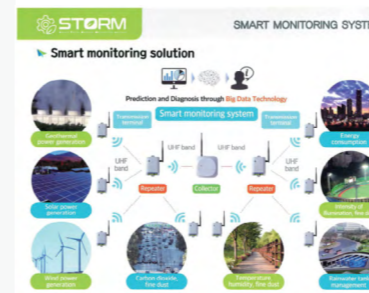 STORM
SMART MONITORING SYSTE
Smart monitoring solution
Prediction and Diagnosis through Big Data Technology
Transmission terminal
Smart monitoring system
Transmission terminal
Geothermal power generation
UHF band
UHF band
Energy consumption
UHF band
UHF band
Repeater
Collector
Repeater
Solar power generation
Intensity of
illumination, fine du
Wind power generation
Carbon dioxide, fine dust
Temperature humidity, fine dust
Rainwater tank management